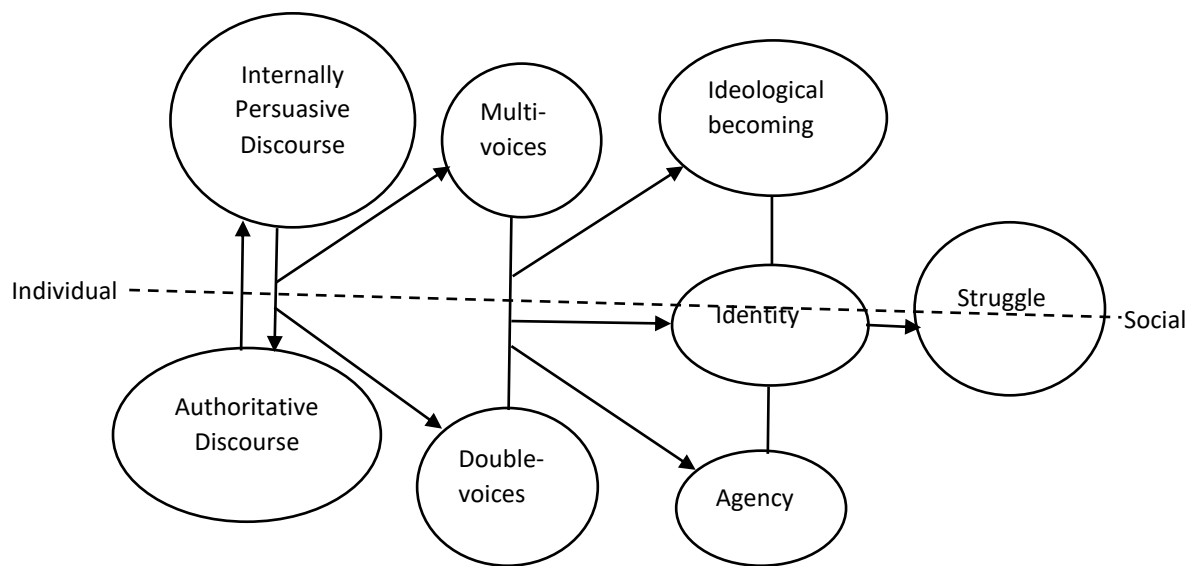 Internally
Persuasive
Discourse
Multi-
voices
Ideological
becoming
Individual
Identity
Struggle
Social
Authoritative
Discourse
Double-
voices
Agency